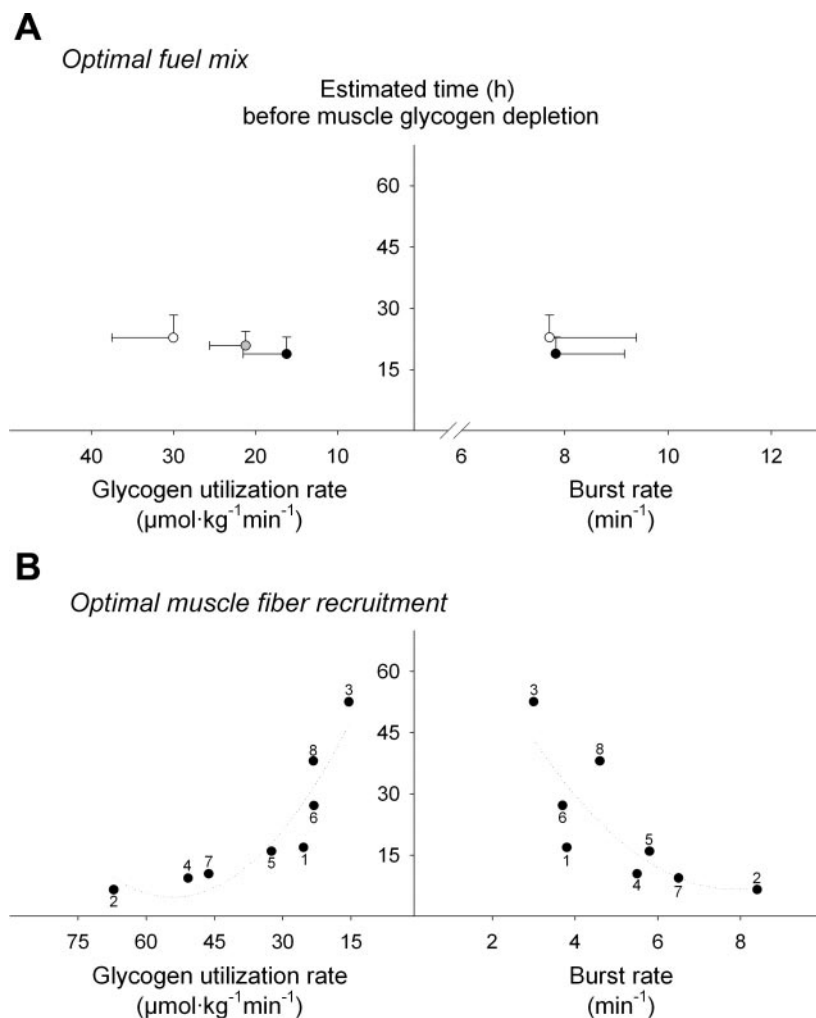 A
Optimal fuel mix
Estimated time (h)
before muscle glycogen depletion
60
45
30
15
40 30 20 10
6 8 10 12
Glycogen utilization rate
(µmol·kg⁻¹min⁻¹)
Burst rate
(min⁻¹)
B
Optimal muscle fiber recruitment
60
45
30
15
3
8
6
1
5
7
4
2
3
8
6
1
5
4
7
2
75 60 45 30 15
2 4 6 8
Glycogen utilization rate
(µmol·kg⁻¹min⁻¹)
Burst rate
(min⁻¹)